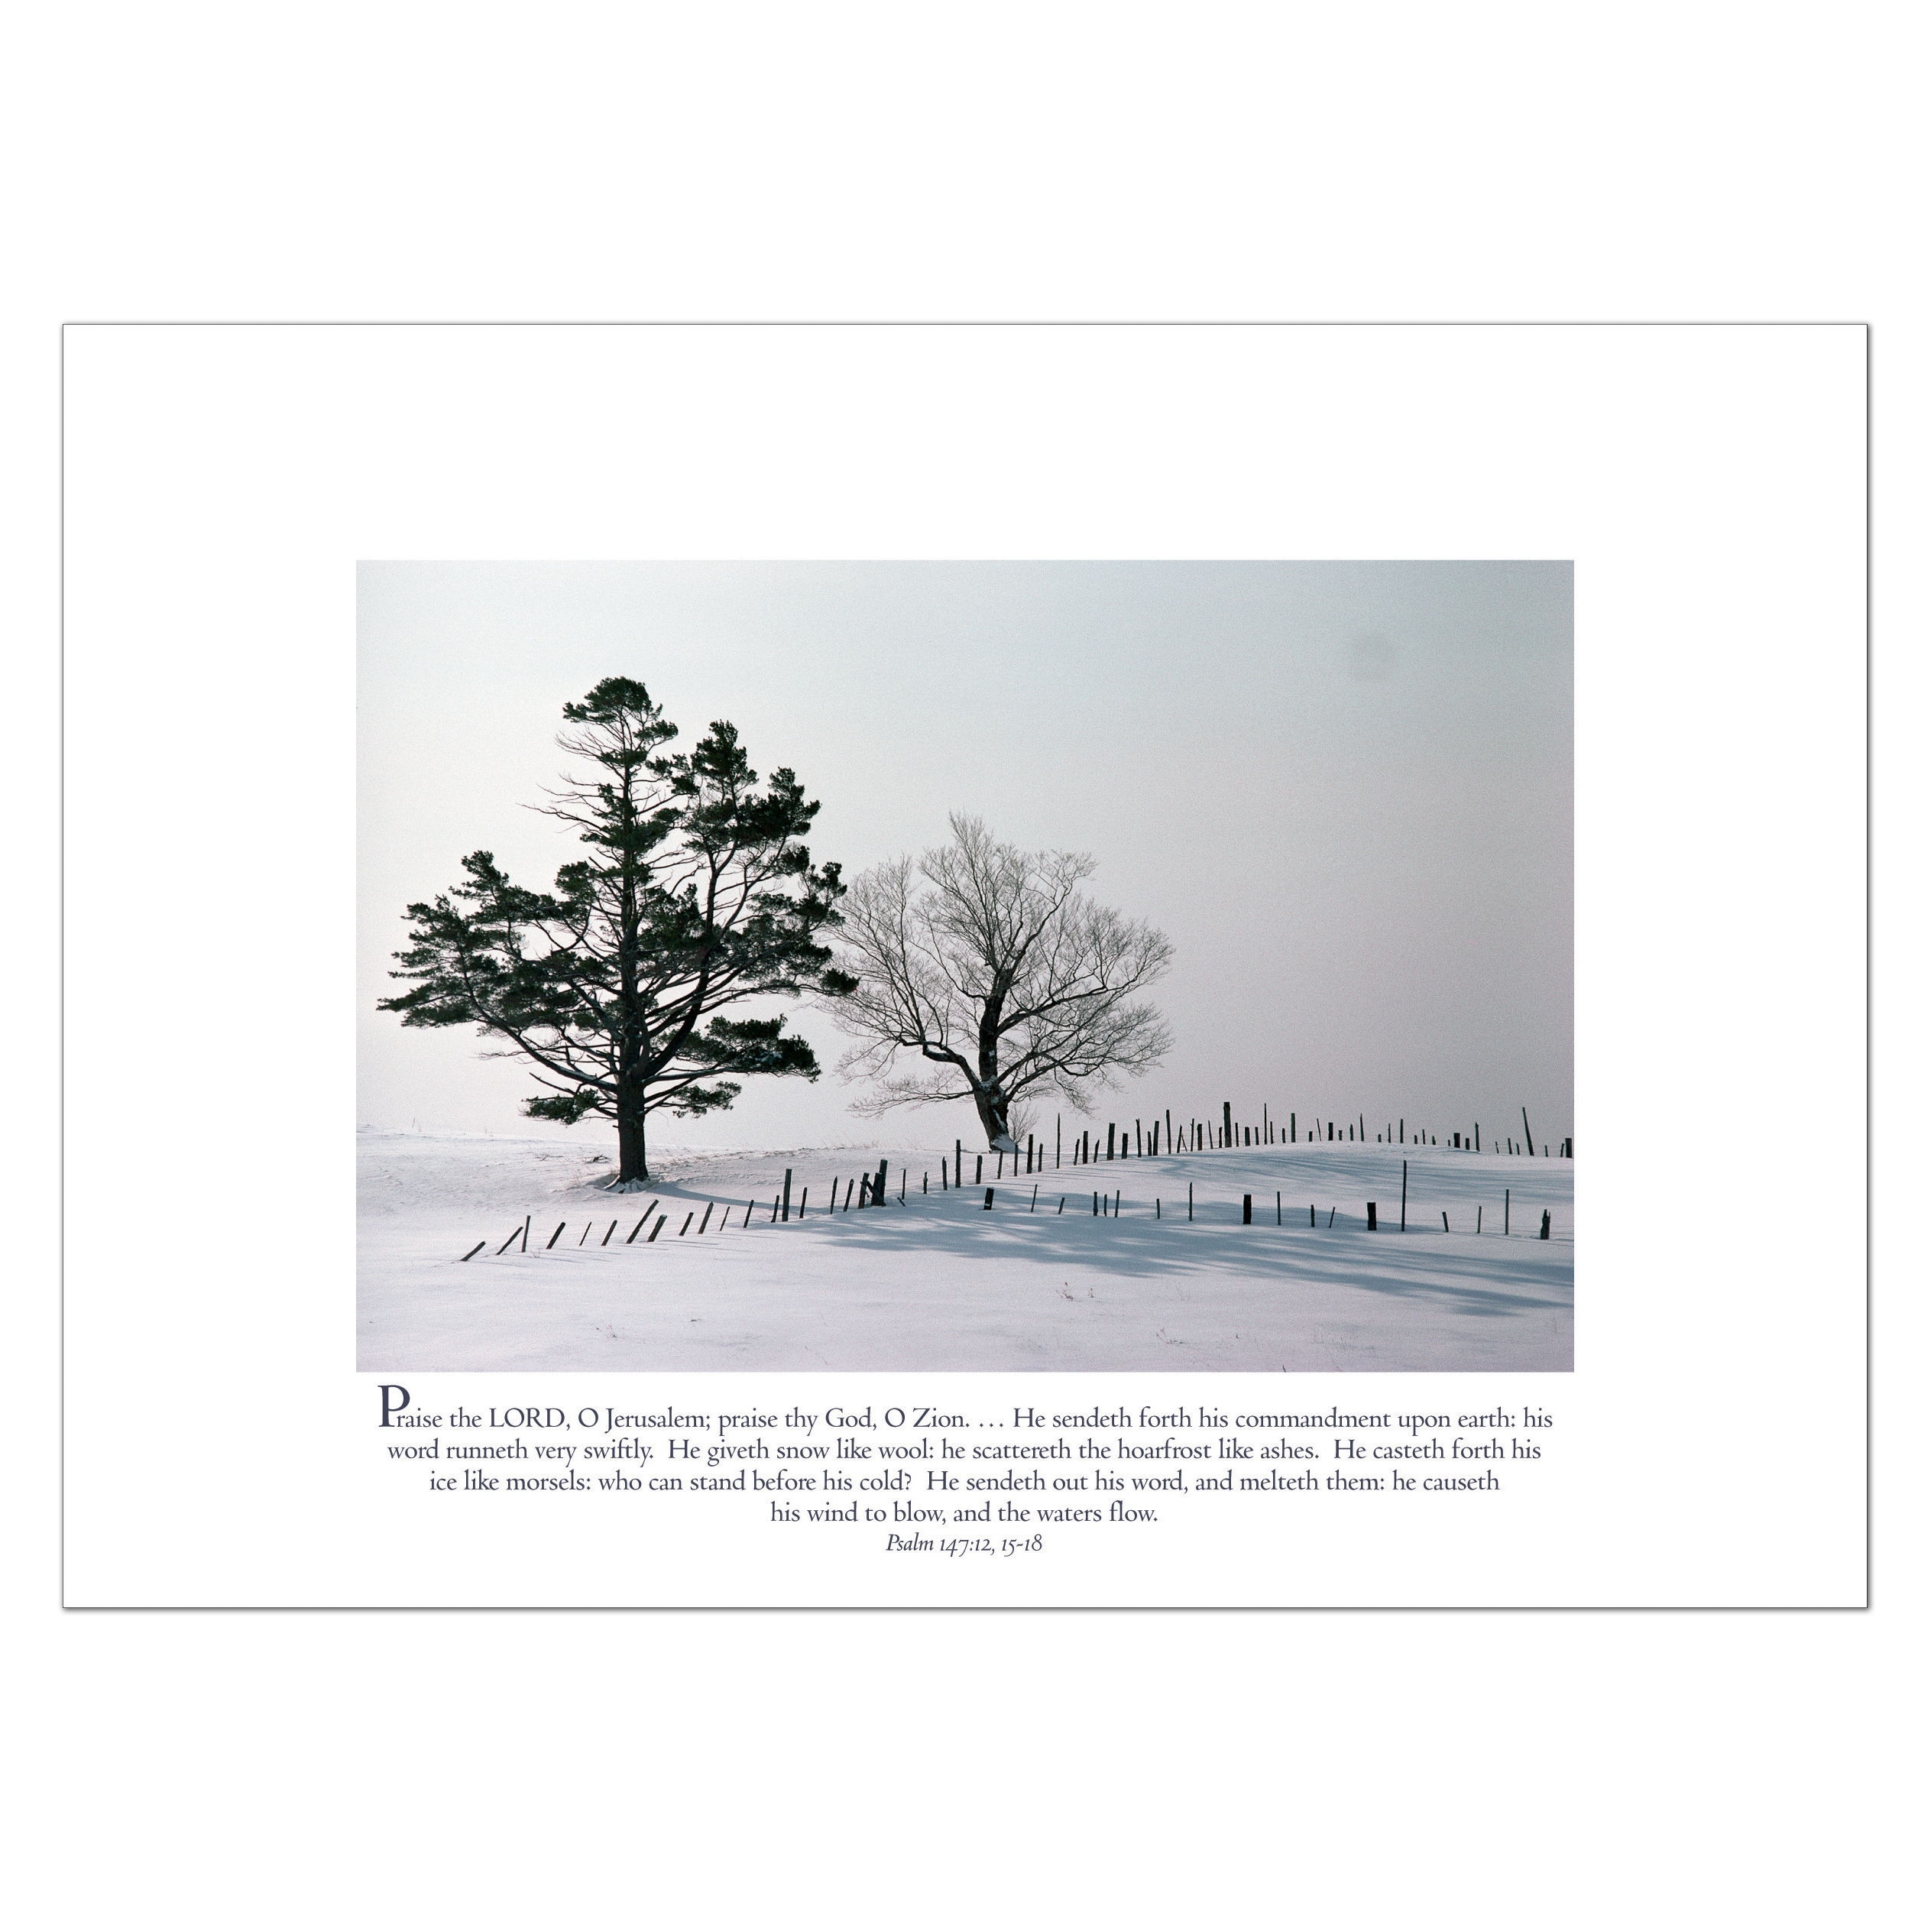 Praise the LORD, O Jerusalem; praise thy God, O Zion. … He sendeth forth his commandment upon earth: his
word runneth very swiftly.  He giveth snow like wool: he scattereth the hoarfrost like ashes.  He casteth forth his
ice like morsels: who can stand before his cold?  He sendeth out his word, and melteth them: he causeth
his wind to blow, and the waters flow.
Psalm 147:12, 15-18